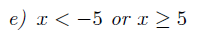 e) x < −5 or x ≥ 5